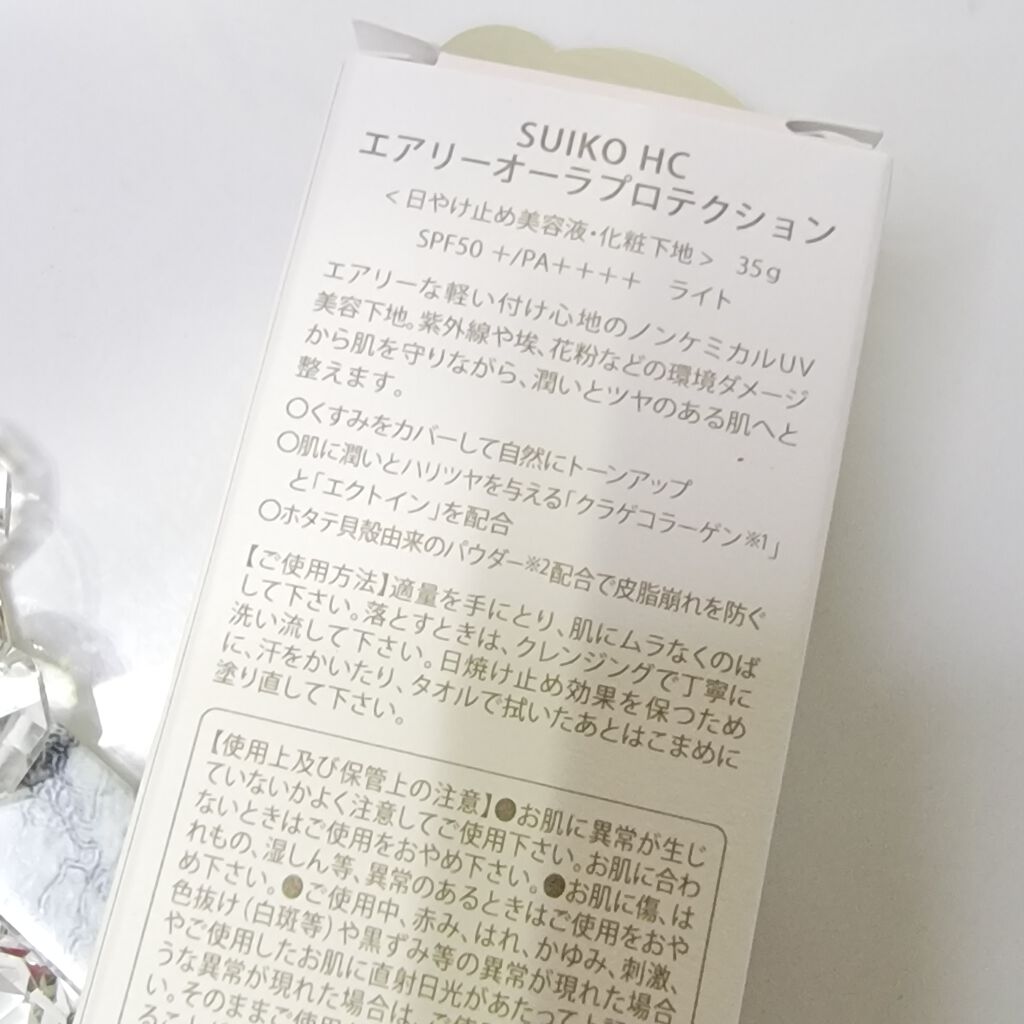 SUIKO HC
エアリーオーラプロテクション
＜日やけ止め美容液・化粧下地＞ 35g
SPF50 +/PA++++ ライト
エアリーな軽い付け心地のノンケミカルUV
美容下地。紫外線や埃、花粉などの環境ダメージ
から肌を守りながら、潤いとツヤのある肌へと
整えます。
○くすみをカバーして自然にトーンアップ
○肌に潤いとハリツヤを与える「クラゲコラーゲン※1」
と「エクトイン」を配合
○ホタテ貝殻由来のパウダー※2配合で皮脂崩れを防ぐ
【ご使用方法】適量を手にとり、肌にムラなくのば
して下さい。落とすときは、クレンジングで丁寧に
洗い流して下さい。日焼け止め効果を保つため
に、汗をかいたり、タオルで拭いたあとはこまめに
塗り直して下さい。
【使用上及び保管上の注意】●お肌に異常が生じ
ていないかよく注意してご使用下さい。お肌に合わ
ないときはご使用をおやめ下さい。●お肌に傷、は
れもの、湿しん等、異常のあるときはご使用をおや
め下さい。●ご使用中、赤み、はれ、かゆみ、刺激、
色抜け(白斑等)や黒ずみ等の異常が現れた場合
やご使用したお肌に直射日光があたって上記のよ
うな異常が現れた場合は、ご使
い。そのままご使用
ること